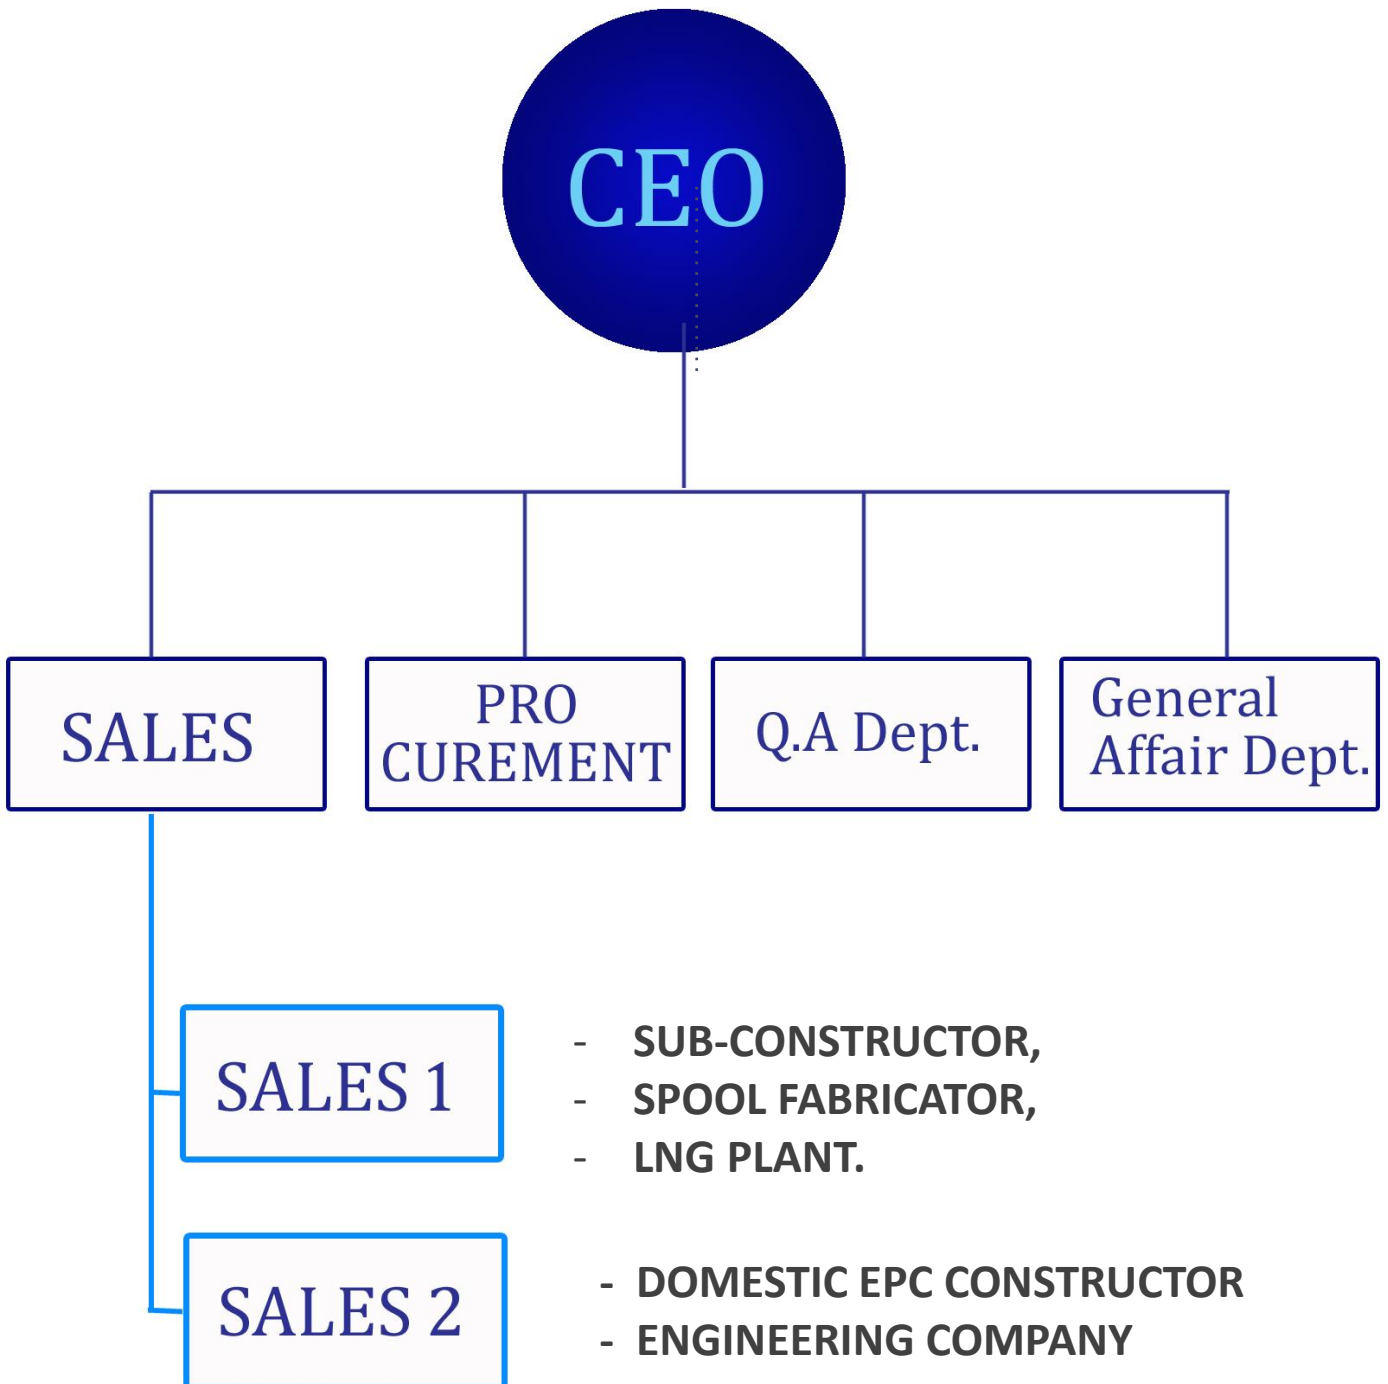 CEO
SALES
PRO
CUREMENT
Q.A Dept.
General
Affair Dept.
SALES 1
- SUB-CONSTRUCTOR,
- SPOOL FABRICATOR,
- LNG PLANT.
SALES 2
- DOMESTIC EPC CONSTRUCTOR
- ENGINEERING COMPANY